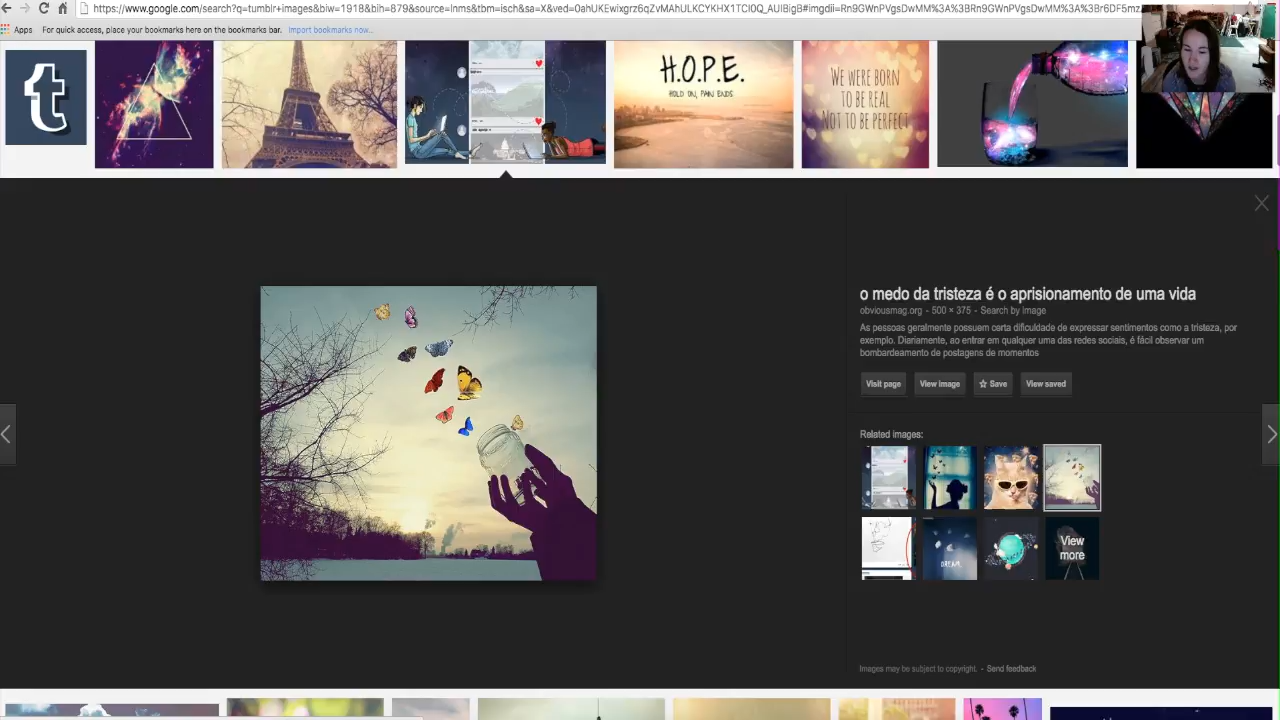 https://www.google.com/search?q=tumblr+images&biw=1918&bih=879&source=lnms&tbm=isch&sa=X&ved=0ahUKEwixgrz6qZvMAhULKCYKHX1TCl0Q_AUIBigB#imgdii=Rn9GWnPVgsDwMM%3A%3BRn9GWnPVgsDwMM%3A%3Br6DF5mz
Apps For quick access, place your bookmarks here on the bookmarks bar. Import bookmarks now...
t
H.O.P.E.
HOLD ON, PAIN ENDS
WE WERE BORN
TO BE REAL
NOT TO BE PERFECT
o medo da tristeza é o aprisionamento de uma vida
obviousmag.org - 500 × 375 - Search by image
As pessoas geralmente possuem certa dificuldade de expressar sentimentos como a tristeza, por
exemplo. Diariamente, ao entrar em qualquer uma das redes sociais, é fácil observar um
bombardeamento de postagens de momentos
Visit page View image Save View saved
Related images:
DREAM.
View
more
Images may be subject to copyright. - Send feedback